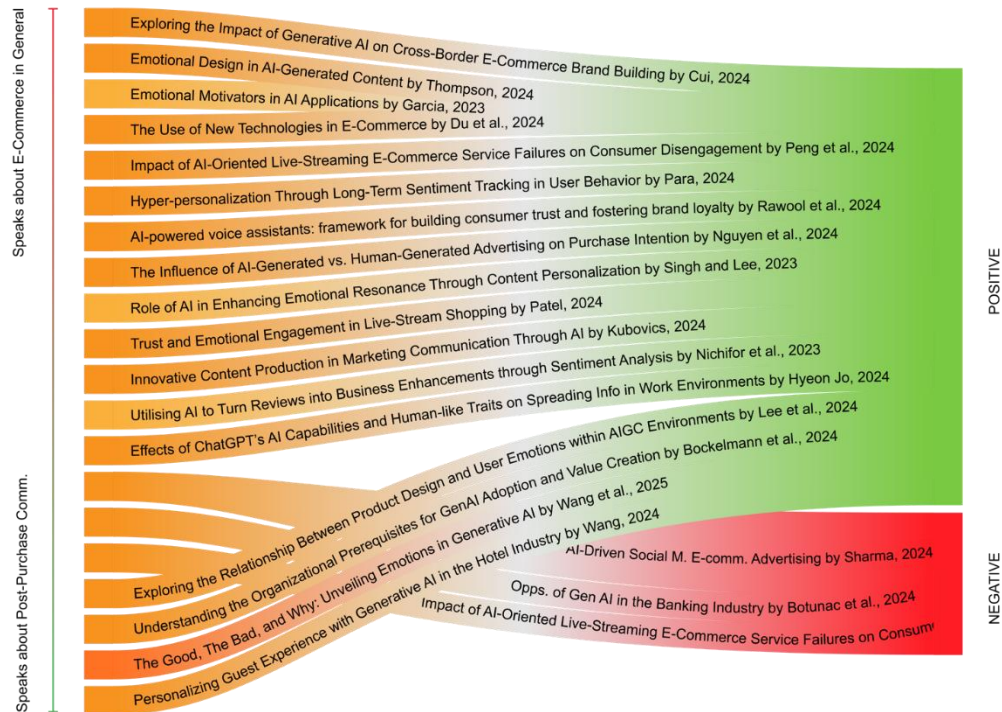 Speaks about E-Commerce in General
Speaks about Post-Purchase Comm.
Exploring the Impact of Generative AI on Cross-Border E-Commerce Brand Building by Cui, 2024
Emotional Design in AI-Generated Content by Thompson, 2024
Emotional Motivators in AI Applications by Garcia, 2023
The Use of New Technologies in E-Commerce by Du et al., 2024
Impact of AI-Oriented Live-Streaming E-Commerce Service Failures on Consumer Disengagement by Peng et al., 2024
Hyper-personalization Through Long-Term Sentiment Tracking in User Behavior by Para, 2024
AI-powered voice assistants: framework for building consumer trust and fostering brand loyalty by Rawool et al., 2024
The Influence of AI-Generated vs. Human-Generated Advertising on Purchase Intention by Nguyen et al., 2024
Role of AI in Enhancing Emotional Resonance Through Content Personalization by Singh and Lee, 2023
Trust and Emotional Engagement in Live-Stream Shopping by Patel, 2024
Innovative Content Production in Marketing Communication Through AI by Kubovics, 2024
Utilising AI to Turn Reviews into Business Enhancements through Sentiment Analysis by Nichifor et al., 2023
Effects of ChatGPT's AI Capabilities and Human-like Traits on Spreading Info in Work Environments by Hyeon Jo, 2024
Exploring the Relationship Between Product Design and User Emotions within AIGC Environments by Lee et al., 2024
Understanding the Organizational Prerequisites for GenAI Adoption and Value Creation by Bockelmann et al., 2024
The Good, The Bad, and Why: Unveiling Emotions in Generative AI by Wang et al., 2025
Personalizing Guest Experience with Generative AI in the Hotel Industry by Wang, 2024
AI-Driven Social M. E-comm. Advertising by Sharma, 2024
Opps. of Gen AI in the Banking Industry by Botunac et al., 2024
Impact of AI-Oriented Live-Streaming E-Commerce Service Failures on Consum
POSITIVE
NEGATIVE